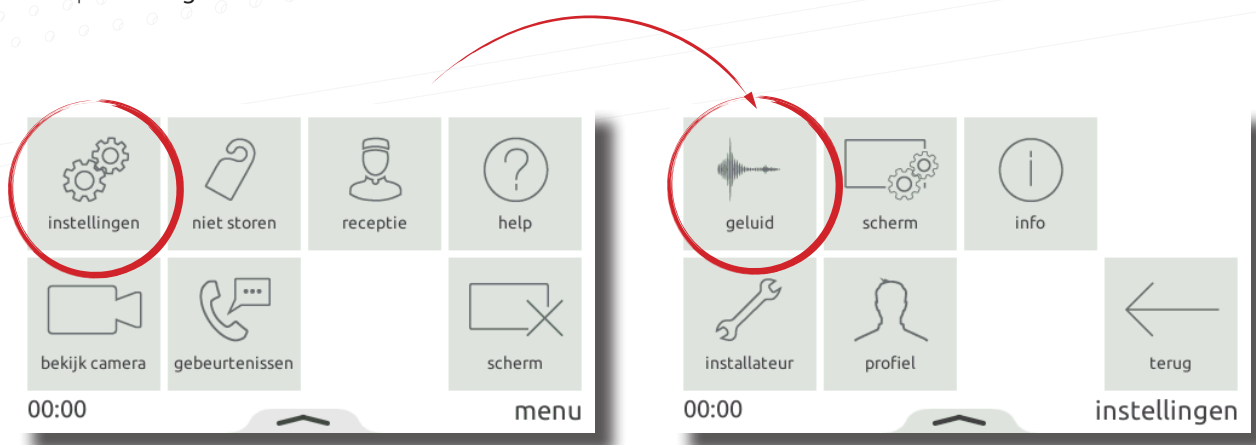 instellingen
niet storen
receptie
help
bekijk camera
gebeurtenissen
scherm
00:00
menu
geluid
scherm
info
installateur
profiel
terug
00:00
instellingen